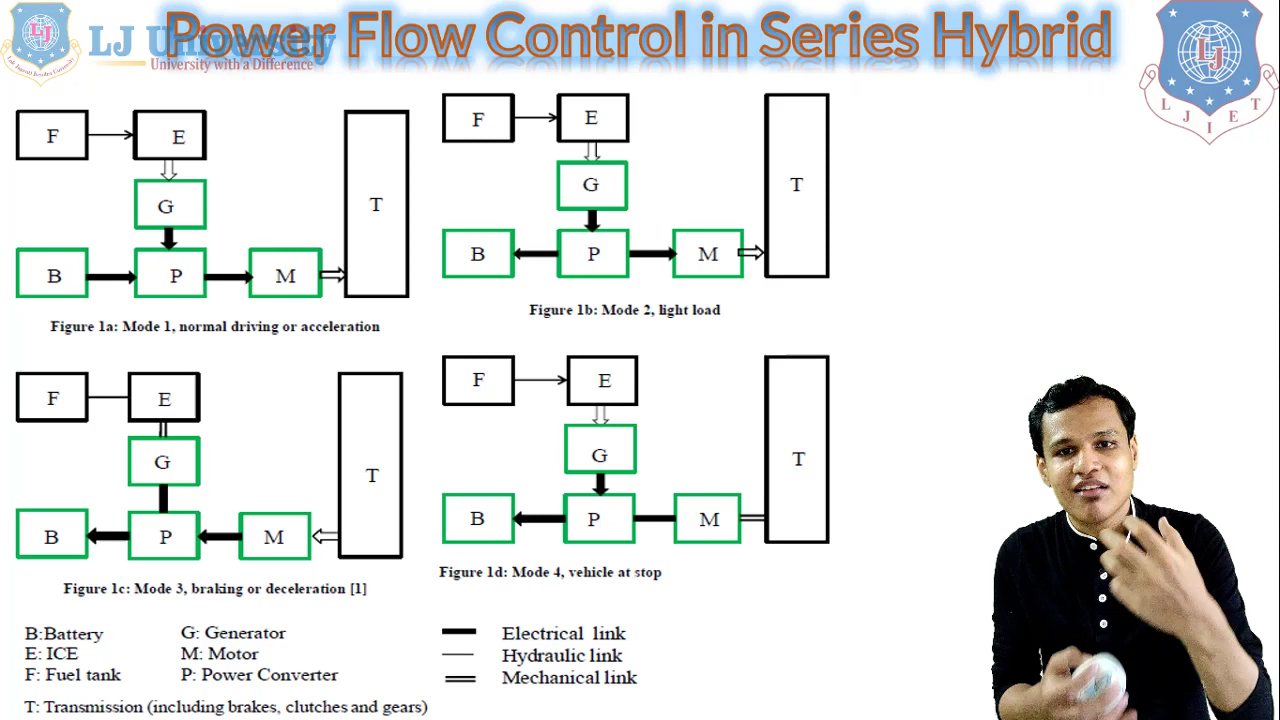 Power Flow Control in Series Hybrid
LJ University
University with a Difference
LJ
L J I E T
F
E
G
B
P
M
T
Figure 1a: Mode 1, normal driving or acceleration
F
E
G
B
P
M
T
Figure 1b: Mode 2, light load
F
E
G
B
P
M
T
Figure 1c: Mode 3, braking or deceleration [1]
F
E
G
B
P
M
T
Figure 1d: Mode 4, vehicle at stop
B:Battery
G: Generator
E: ICE
M: Motor
F: Fuel tank
P: Power Converter
T: Transmission (including brakes, clutches and gears)
Electrical link
Hydraulic link
Mechanical link